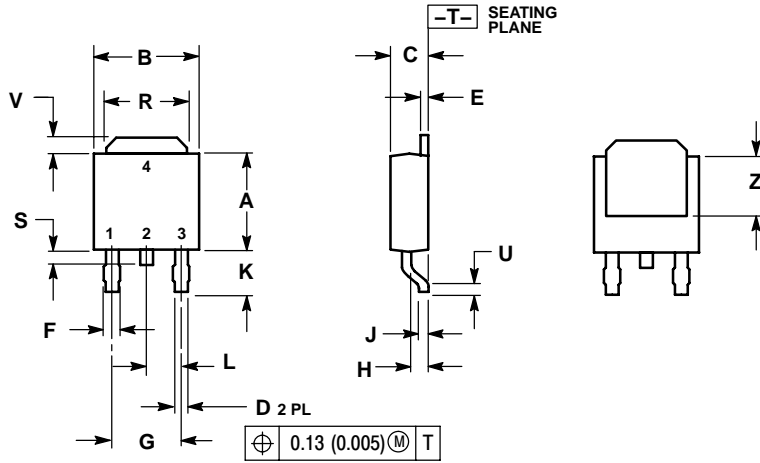 –T–
SEATING
PLANE
B
C
V
R
E
4
Z
A
S
1 2 3
U
K
F
J
L
H
D 2 PL
G
⌖ 0.13 (0.005) Ⓜ T